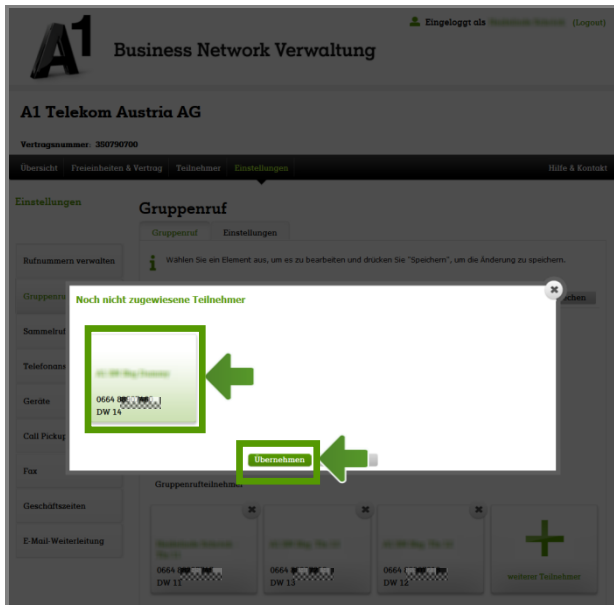 A1
Eingeloggt als (Logout)
Business Network Verwaltung
A1 Telekom Austria AG
Vertragsnummer: 350790700
Übersicht Freieinheiten & Vertrag Teilnehmer Einstellungen Hilfe & Kontakt
Einstellungen
Gruppenruf
Gruppenruf Einstellungen
Rufnummern verwalten
Wählen Sie ein Element aus, um es zu bearbeiten und drücken Sie "Speichern", um die Änderung zu speichern.
Noch nicht zugewiesene Teilnehmer
Geräte
0664
DW 14
Call Pickup
Übernehmen
Fax
Gruppenrufteilnehmer
Geschäftszeiten
E-Mail-Weiterleitung
0664 0664 0664
DW 11 DW 13 DW 12
weiterer Teilnehmer